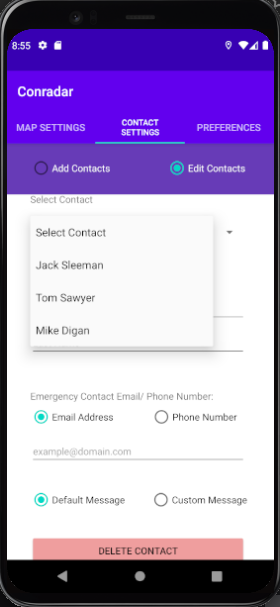 8:55
Conradar
MAP SETTINGS
CONTACT
SETTINGS
PREFERENCES
Add Contacts
Edit Contacts
Select Contact
Select Contact
Jack Sleeman
Tom Sawyer
Mike Digan
Emergency Contact Email/ Phone Number:
Email Address
Phone Number
example@domain.com
Default Message
Custom Message
DELETE CONTACT